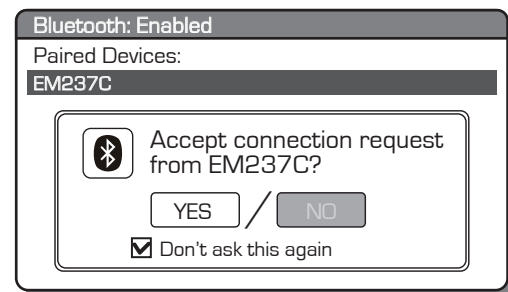 Bluetooth: Enabled
Paired Devices:
EM237C
Accept connection request
from EM237C?
YES / NO
Don't ask this again